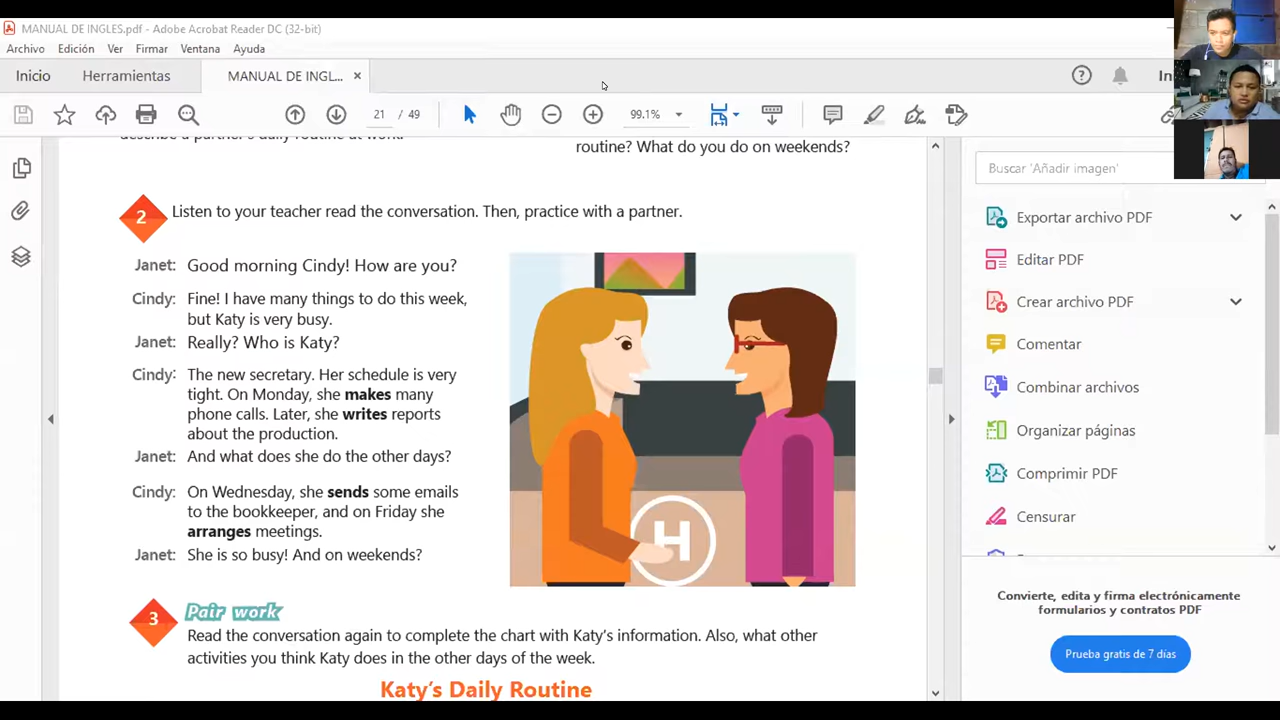 MANUAL DE INGLES.pdf - Adobe Acrobat Reader DC (32-bit)
Archivo Edición Ver Firmar Ventana Ayuda
Inicio Herramientas MANUAL DE INGL... ×
21 / 49 99.1%
describe a partner's daily routine at work.
routine? What do you do on weekends?
2 Listen to your teacher read the conversation. Then, practice with a partner.
Janet: Good morning Cindy! How are you?
Cindy: Fine! I have many things to do this week,
but Katy is very busy.
Janet: Really? Who is Katy?
Cindy: The new secretary. Her schedule is very
tight. On Monday, she makes many
phone calls. Later, she writes reports
about the production.
Janet: And what does she do the other days?
Cindy: On Wednesday, she sends some emails
to the bookkeeper, and on Friday she
arranges meetings.
Janet: She is so busy! And on weekends?
H
3 Pair work
Read the conversation again to complete the chart with Katy's information. Also, what other
activities you think Katy does in the other days of the week.
Katy's Daily Routine
Buscar 'Añadir imagen'
Exportar archivo PDF
Editar PDF
Crear archivo PDF
Comentar
Combinar archivos
Organizar páginas
Comprimir PDF
Censurar
Convierte, edita y firma electrónicamente
formularios y contratos PDF
Prueba gratis de 7 días